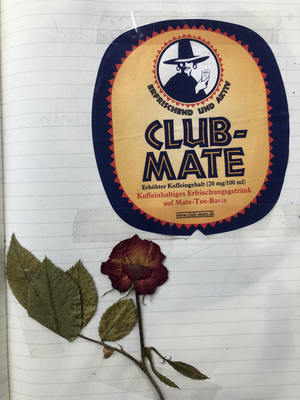 ERFRISCHEND UND AKTIV
CLUB-
MATE
Erhöhter Koffeingehalt (20 mg/100 ml)
Koffeinhaltiges Erfrischungsgetränk
auf Mate-Tee-Basis
www.club-mate.de